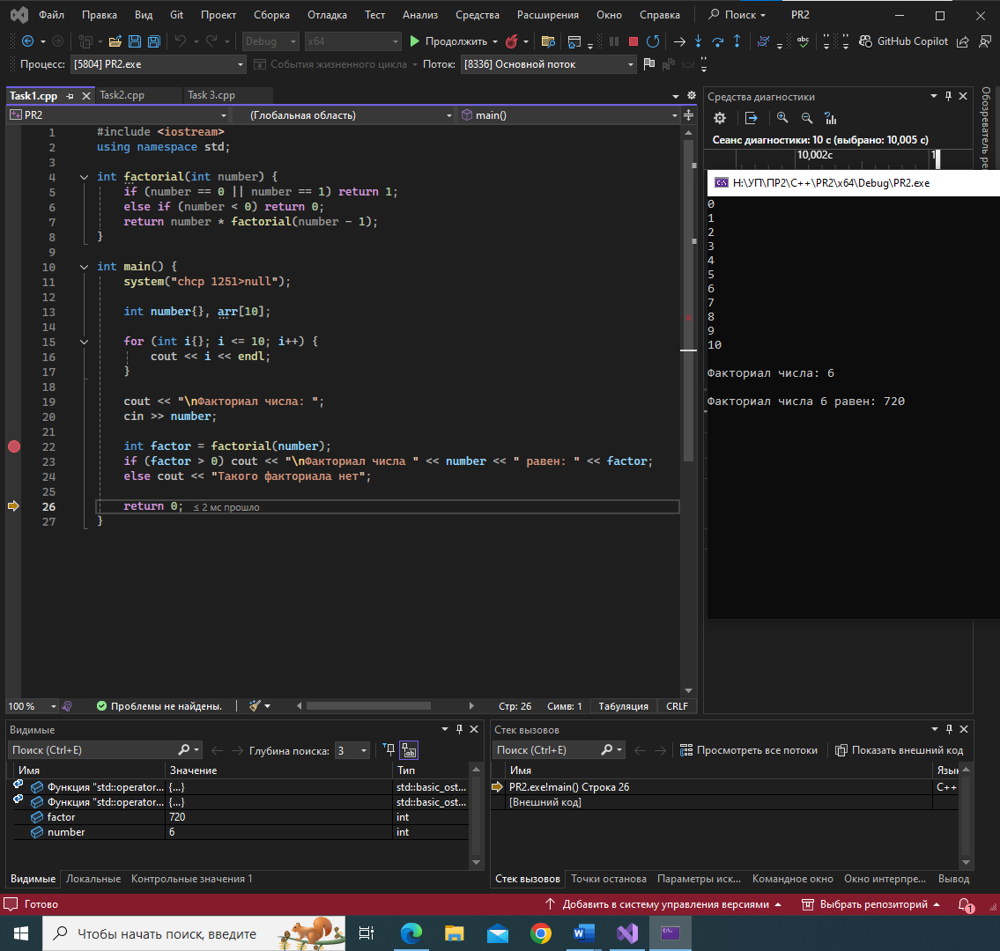 Файл Правка Вид Git Проект Сборка Отладка Тест Анализ Средства Расширения Окно Справка Поиск PR2
Debug x64 Продолжить GitHub Copilot
Процесс: [5804] PR2.exe События жизненного цикла Поток: [8336] Основной поток
Task1.cpp Task2.cpp Task 3.cpp
PR2 (Глобальная область) main()
1 #include <iostream>
2 using namespace std;
3
4 int factorial(int number) {
5 if (number == 0 || number == 1) return 1;
6 else if (number < 0) return 0;
7 return number * factorial(number - 1);
8 }
9
10 int main() {
11 system("chcp 1251>null");
12
13 int number{}, arr[10];
14
15 for (int i{}; i <= 10; i++) {
16 cout << i << endl;
17 }
18
19 cout << "\nФакториал числа: ";
20 cin >> number;
21
22 int factor = factorial(number);
23 if (factor > 0) cout << "\nФакториал числа " << number << " равен: " << factor;
24 else cout << "Такого факториала нет";
25
26 return 0; ≤ 2 мс прошло
27 }
100 % Проблемы не найдены. Стр: 26 Симв: 1 Табуляция CRLF
Средства диагностики
Сеанс диагностики: 10 с (выбрано: 10,005 с)
10,002с 1
Обозреватель ре
H:\УП\ПР2\C++\PR2\x64\Debug\PR2.exe
0
1
2
3
4
5
6
7
8
9
10
Факториал числа: 6
Факториал числа 6 равен: 720
Видимые
Поиск (Ctrl+E) Глубина поиска: 3
Имя Значение Тип
Функция "std::operator... {...} std::basic_ost...
Функция "std::operator... {...} std::basic_ost...
factor 720 int
number 6 int
Видимые Локальные Контрольные значения 1
Стек вызовов
Поиск (Ctrl+E) Просмотреть все потоки Показать внешний код
Имя Язык
PR2.exe!main() Строка 26 C++
[Внешний код]
Стек вызовов Точки останова Параметры иск... Командное окно Окно интерпре... Вывод
Готово Добавить в систему управления версиями Выбрать репозиторий 1
Чтобы начать поиск, введите